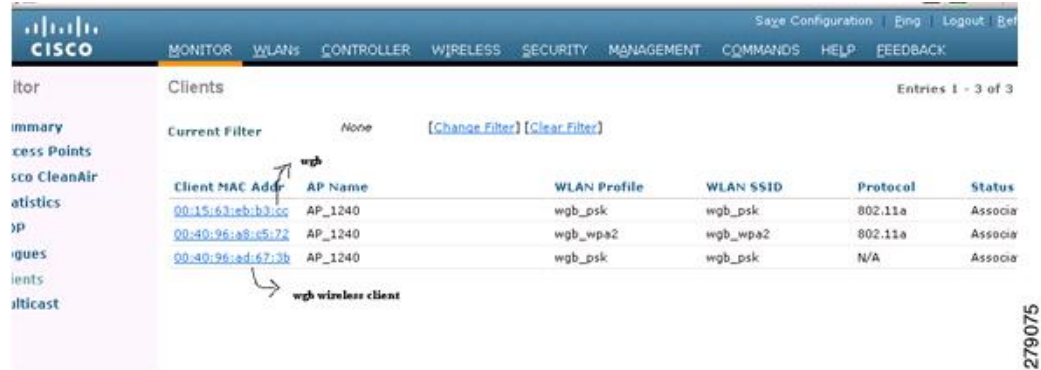 Save Configuration Ping Logout Ref
CISCO MONITOR WLANs CONTROLLER WIRELESS SECURITY MANAGEMENT COMMANDS HELP FEEDBACK
itor
Clients
Entries 1 - 3 of 3
mmary
Current Filter None [Change Filter] [Clear Filter]
cess Points
wgb
sco CleanAir
Client MAC Addr AP Name WLAN Profile WLAN SSID Protocol Status
atistics
00:15:63:eb:b3:cc AP_1240 wgb_psk wgb_psk 802.11a Associa
DP
00:40:96:a8:c5:72 AP_1240 wgb_wpa2 wgb_wpa2 802.11a Associa
ogues
00:40:96:ad:67:3b AP_1240 wgb_psk wgb_psk N/A Associa
ients
wgb wireless client
ulticast
279075